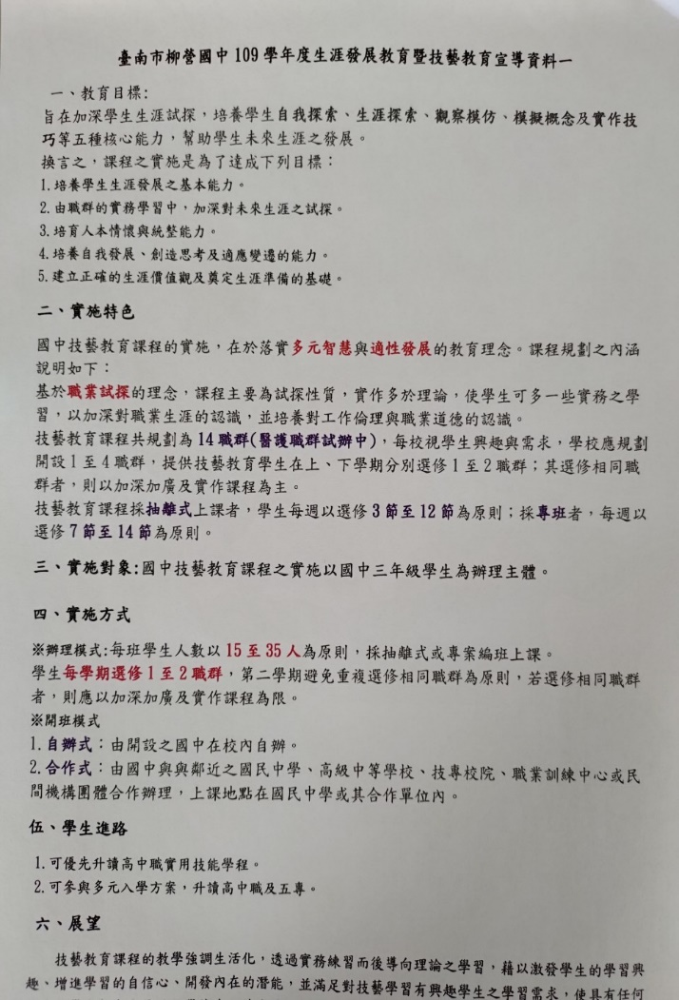 臺南市柳營國中 109 學年度生涯發展教育暨技藝教育宣導資料一
一、教育目標:
旨在加深學生生涯試探，培養學生自我探索、生涯探索、觀察模仿、模擬概念及實作技
巧等五種核心能力，幫助學生未來生涯之發展。
換言之，課程之實施是為了達成下列目標：
1.培養學生生涯發展之基本能力。
2.由職群的實務學習中，加深對未來生涯之試探。
3.培育人本情懷與統整能力。
4.培養自我發展、創造思考及適應變遷的能力。
5.建立正確的生涯價值觀及奠定生涯準備的基礎。
二、實施特色
國中技藝教育課程的實施，在於落實多元智慧與適性發展的教育理念。課程規劃之內涵
說明如下：
基於職業試探的理念，課程主要為試探性質，實作多於理論，使學生可多一些實務之學
習，以加深對職業生涯的認識，並培養對工作倫理與職業道德的認識。
技藝教育課程共規劃為 14 職群(醫護職群試辦中)，每校視學生興趣與需求，學校應規劃
開設 1 至 4 職群，提供技藝教育學生在上、下學期分別選修 1 至 2 職群；其選修相同職
群者，則以加深加廣及實作課程為主。
技藝教育課程採抽離式上課者，學生每週以選修 3 節至 12 節為原則；採專班者，每週以
選修 7 節至 14 節為原則。
三、實施對象:國中技藝教育課程之實施以國中三年級學生為辦理主體。
四、實施方式
※辦理模式:每班學生人數以 15 至 35 人為原則，採抽離式或專案編班上課。
學生每學期選修 1 至 2 職群，第二學期避免重複選修相同職群為原則，若選修相同職群
者，則應以加深加廣及實作課程為限。
※開班模式
1.自辦式：由開設之國中在校內自辦。
2.合作式：由國中與與鄰近之國民中學、高級中等學校、技專校院、職業訓練中心或民
間機構團體合作辦理，上課地點在國民中學或其合作單位內。
伍、學生進路
1.可優先升讀高中職實用技能學程。
2.可參與多元入學方案，升讀高中職及五專。
六、展望
技藝教育課程的教學強調生活化，透過實務練習而後導向理論之學習，藉以激發學生的學習興
趣、增進學習的自信心、開發內在的潛能，並滿足對技藝學習有興趣學生之學習需求，使具有任何